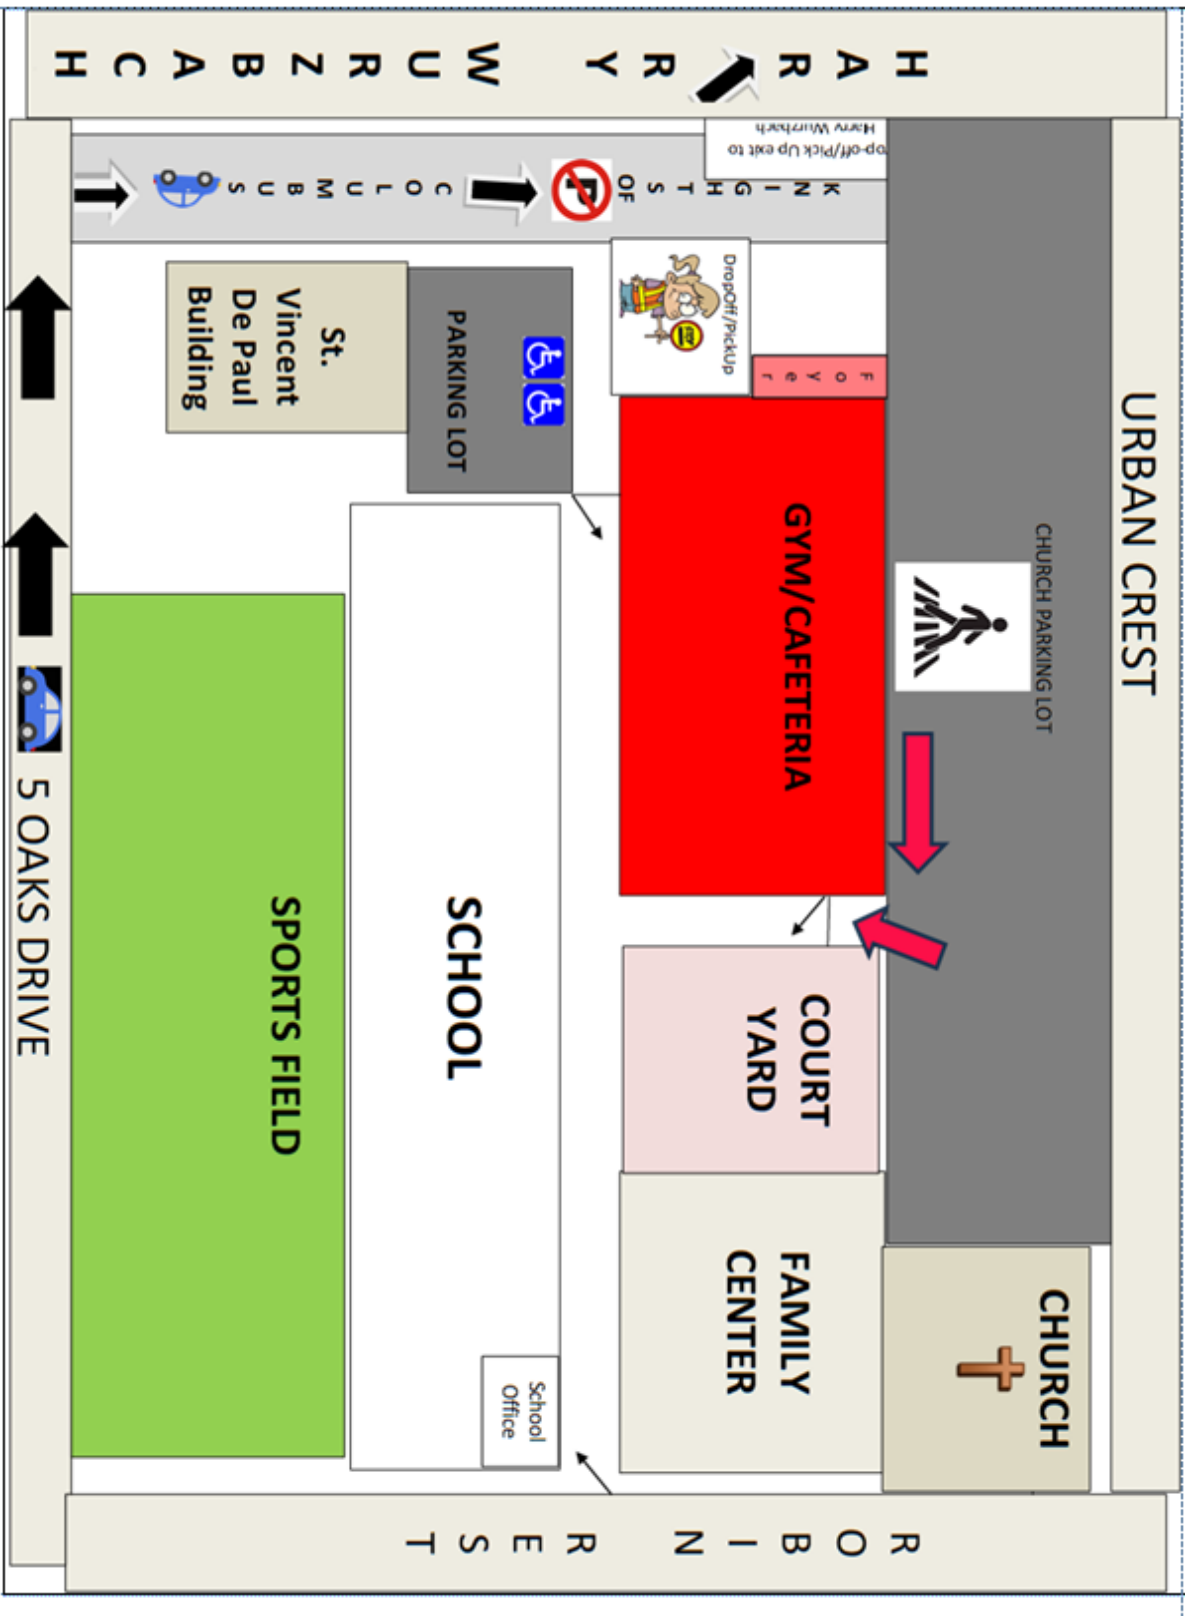 URBAN CREST
CHURCH PARKING LOT
CHURCH
HARRY WURZBACH
op-off/Pick Up exit to
Harry Wurzbach
KNIGHTS OF COLUMBUS
P
DropOff/PickUp
STOP
Foyer
GYM/CAFETERIA
COURT
YARD
FAMILY
CENTER
ROBIN REST
PARKING LOT
St.
Vincent
De Paul
Building
SCHOOL
School
Office
SPORTS FIELD
5 OAKS DRIVE